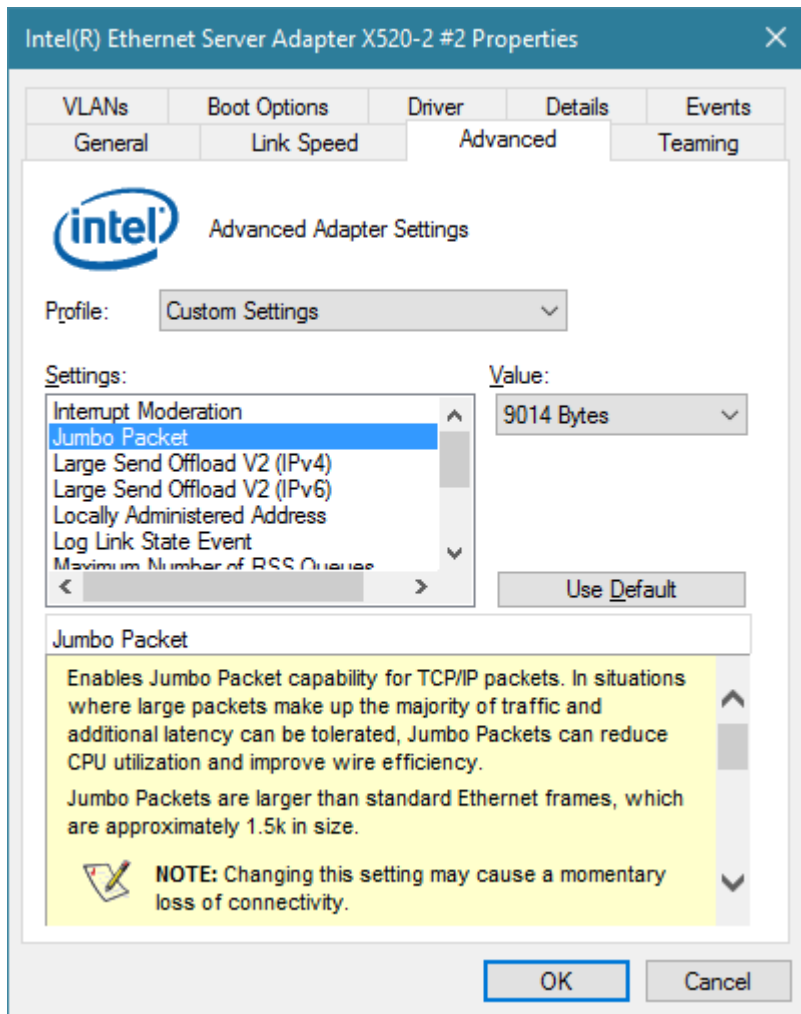 Intel(R) Ethernet Server Adapter X520-2 #2 Properties
VLANs Boot Options Driver Details Events
General Link Speed Advanced Teaming
intel Advanced Adapter Settings
Profile: Custom Settings
Settings: Value:
Interrupt Moderation
9014 Bytes
Jumbo Packet
Large Send Offload V2 (IPv4)
Large Send Offload V2 (IPv6)
Locally Administered Address
Log Link State Event
Maximum Number of RSS Queues
Use Default
Jumbo Packet
Enables Jumbo Packet capability for TCP/IP packets. In situations
where large packets make up the majority of traffic and
additional latency can be tolerated, Jumbo Packets can reduce
CPU utilization and improve wire efficiency.
Jumbo Packets are larger than standard Ethernet frames, which
are approximately 1.5k in size.
NOTE: Changing this setting may cause a momentary
loss of connectivity.
OK Cancel